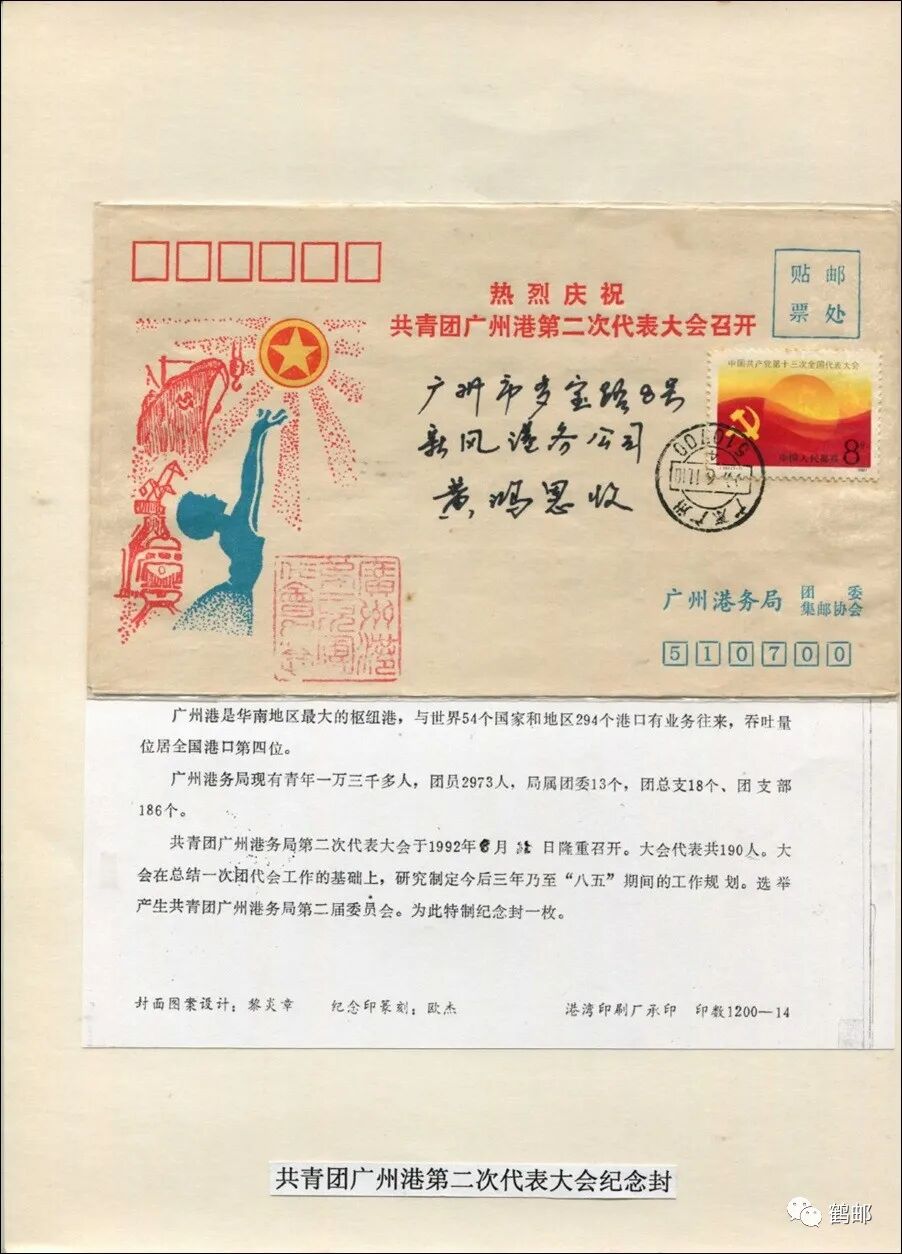 热烈庆祝
共青团广州港第二次代表大会召开
贴邮
票处
中国共产党第十三次全国代表大会
中国人民邮政 8分
广州市多宝路8号
新风港务公司
黄鸿恩收
510700
广州港务局 团委
集邮协会
510700
广州港是华南地区最大的枢纽港，与世界54个国家和地区294个港口有业务往来，吞吐量
位居全国港口第四位。
广州港务局现有青年一万三千多人，团员2973人，局属团委13个，团总支18个、团支部
186个。
共青团广州港务局第二次代表大会于1992年6月 日隆重召开。大会代表共190人。大
会在总结一次团代会工作的基础上，研究制定今后三年乃至“八五”期间的工作规划。选举
产生共青团广州港务局第二届委员会。为此特制纪念封一枚。
封面图案设计：黎炎章 纪念印篆刻：欧杰 港湾印刷厂承印 印数1200—14
共青团广州港第二次代表大会纪念封
鹤邮